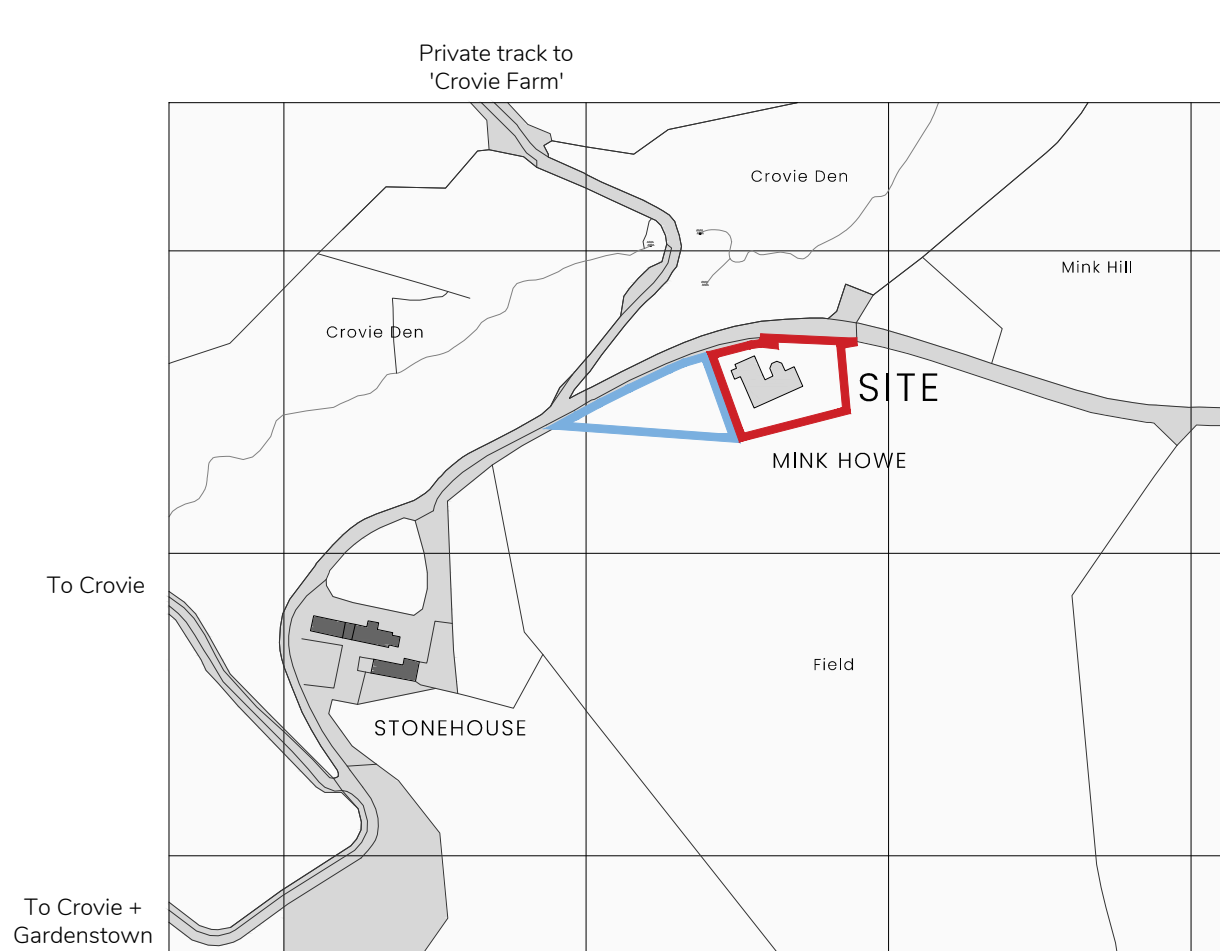 Private track to
'Crovie Farm'
Crovie Den
Mink Hill
Crovie Den
SITE
MINK HOWE
To Crovie
Field
STONEHOUSE
To Crovie +
Gardenstown